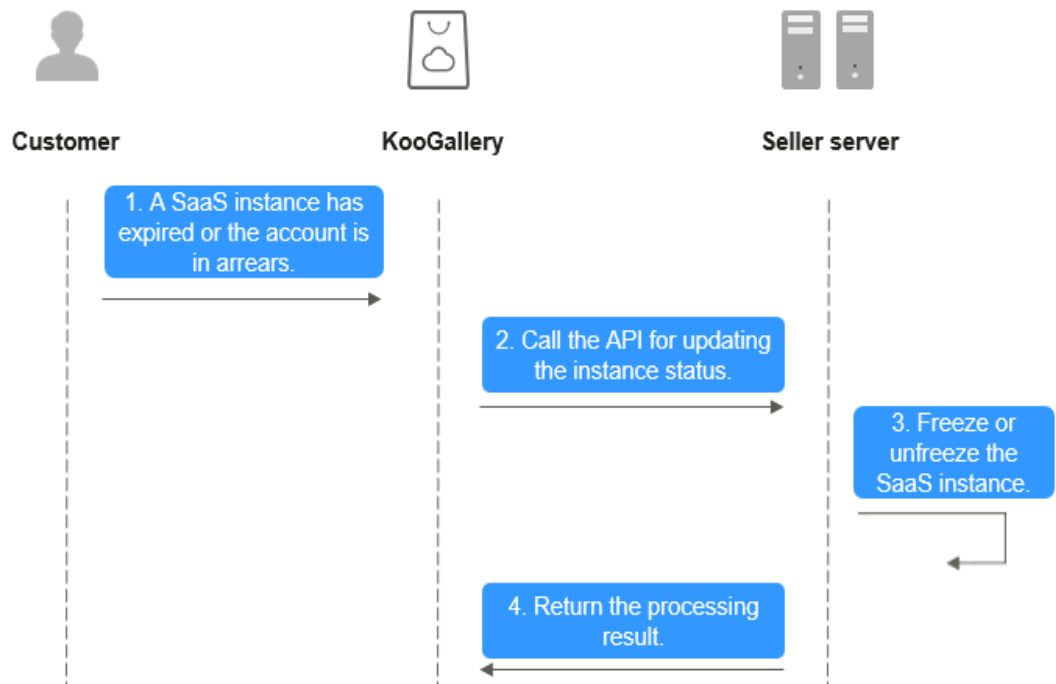 Customer
KooGallery
Seller server
1. A SaaS instance has
expired or the account is
in arrears.
2. Call the API for updating
the instance status.
3. Freeze or
unfreeze the
SaaS instance.
4. Return the processing
result.